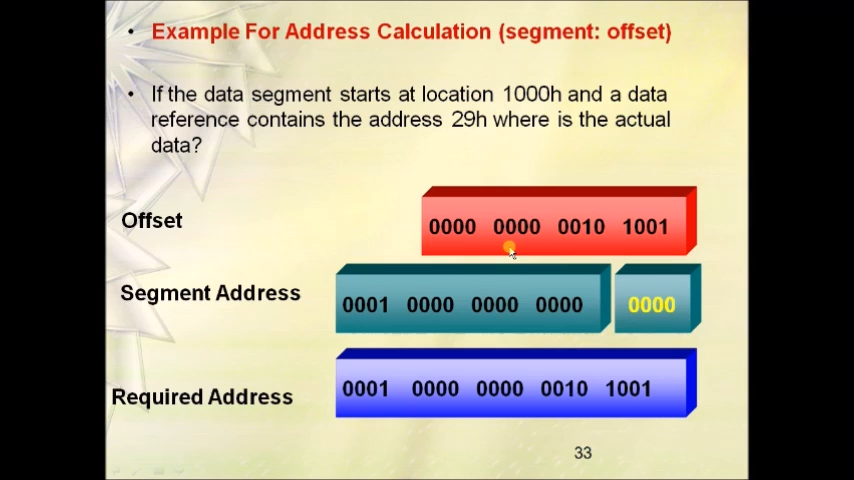 • Example For Address Calculation (segment: offset)
• If the data segment starts at location 1000h and a data
reference contains the address 29h where is the actual
data?
Offset
0000 0000 0010 1001
Segment Address
0001 0000 0000 0000 0000
Required Address
0001 0000 0000 0010 1001
33